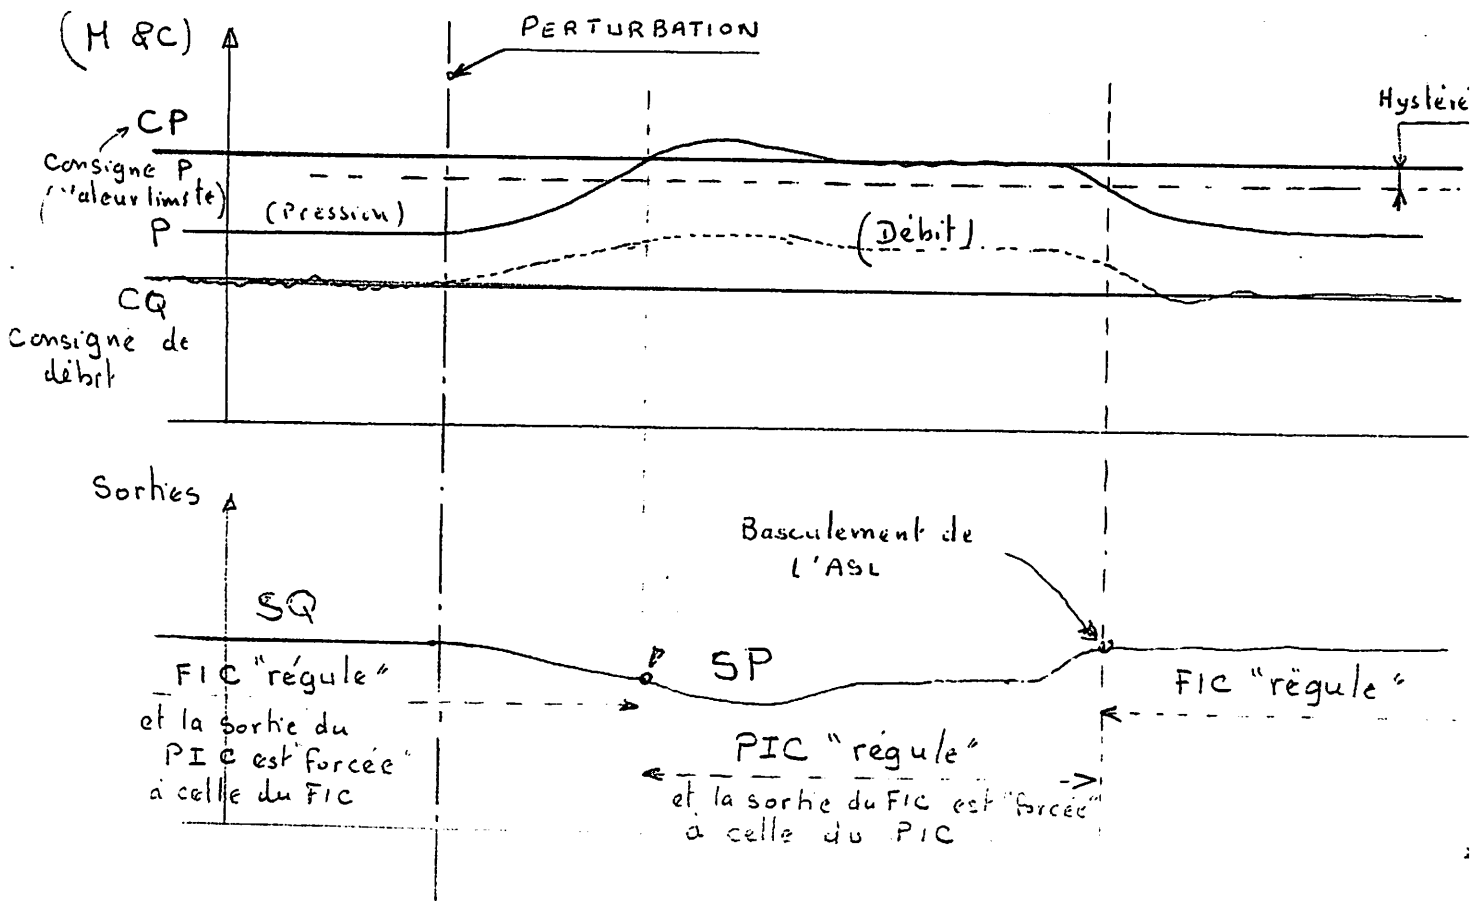 (M &C)
PERTURBATION
Hystéré
CP
Consigne P
(Valeur limite)
(Pression)
P
(Débit)
CQ
Consigne de
débit
Sorties
Basculement de
l'ASL
SQ
SP
FIC "régule"
et la sortie du
PIC est "forcée"
à celle du FIC
FIC "régule"
PIC "régule"
et la sortie du FIC est "forcée"
à celle du PIC